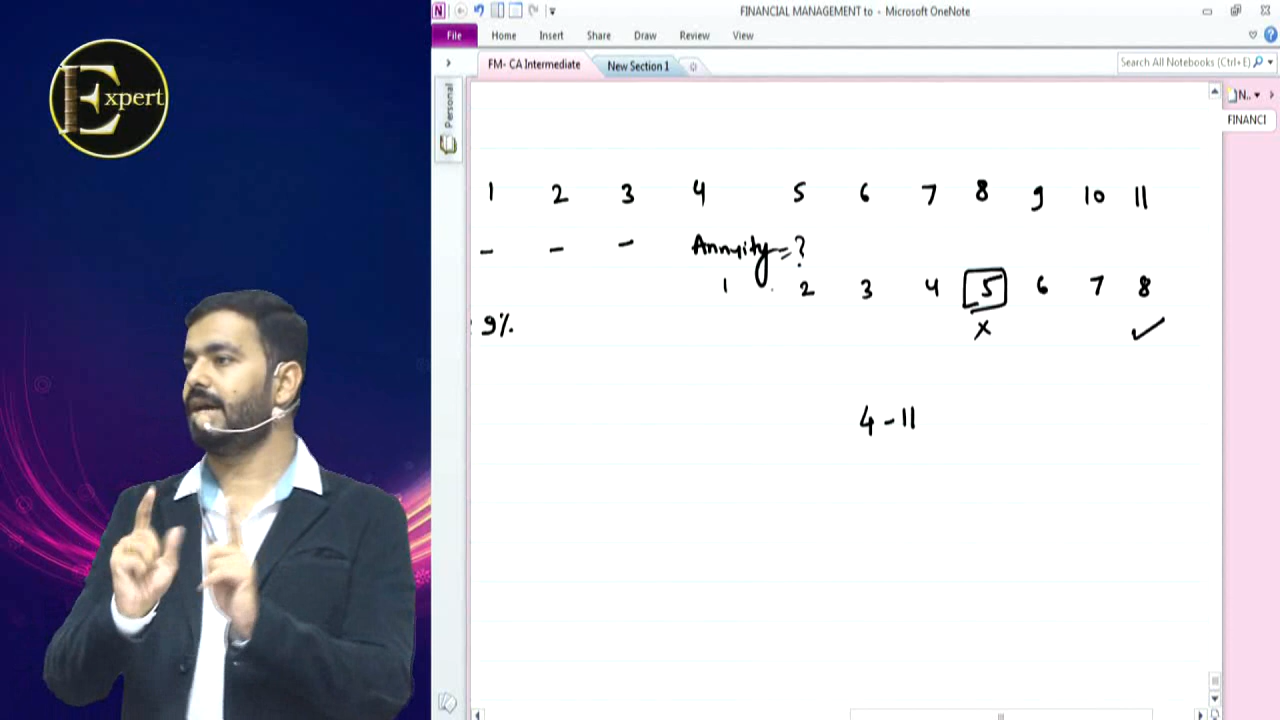 Expert
FINANCIAL MANAGEMENT to - Microsoft OneNote
File Home Insert Share Draw Review View
FM- CA Intermediate New Section 1
Search All Notebooks (Ctrl+E)
Personal
N..
FINANCI
1 2 3 4 5 6 7 8 9 10 11
- - - Annuity = ?
1 2 3 4 5 6 7 8
: 9%.
x ✓
4 - 11